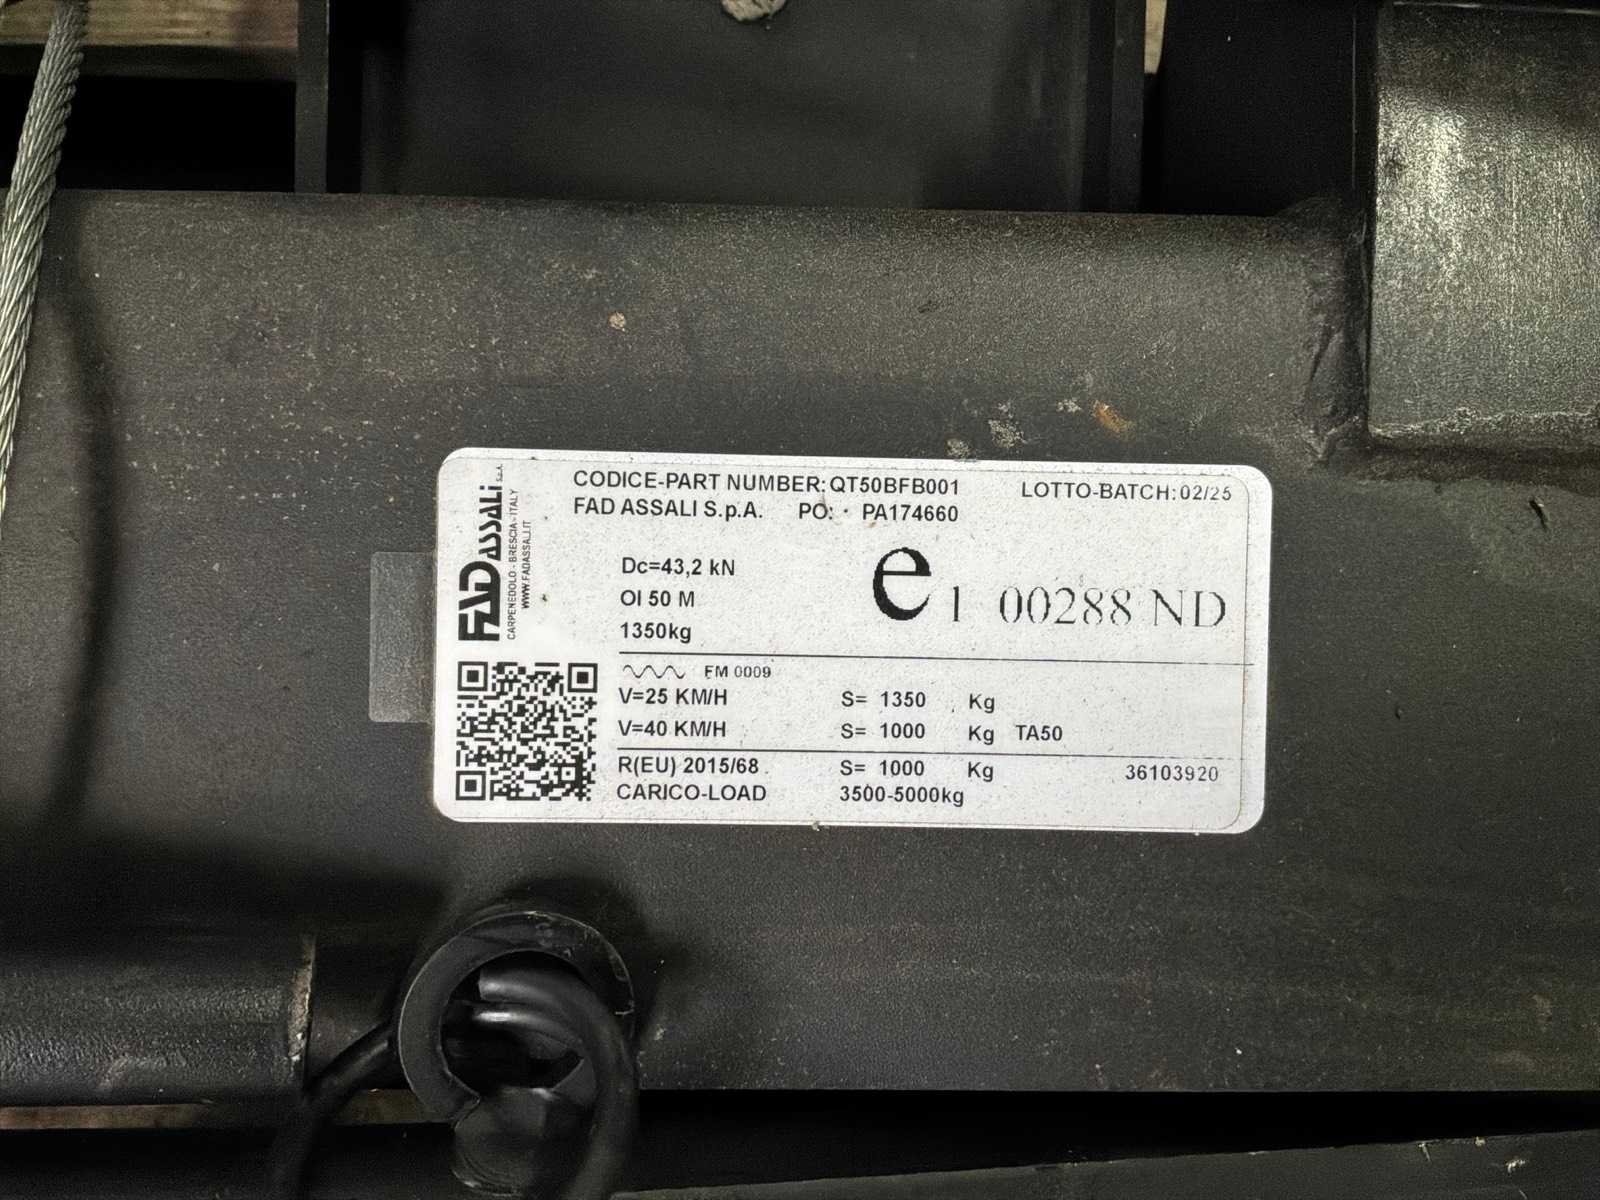 FAD ASSALI S.p.A.
CARPENEDOLO - BRESCIA - ITALY
WWW.FADASSALI.IT
CODICE-PART NUMBER: QT50BFB001 LOTTO-BATCH: 02/25
FAD ASSALI S.p.A. PO: PA174660
Dc=43,2 kN
OI 50 M
1350kg
e1 00288 ND
FM 0009
V=25 KM/H S= 1350 Kg
V=40 KM/H S= 1000 Kg TA50
R(EU) 2015/68 S= 1000 Kg 36103920
CARICO-LOAD 3500-5000kg